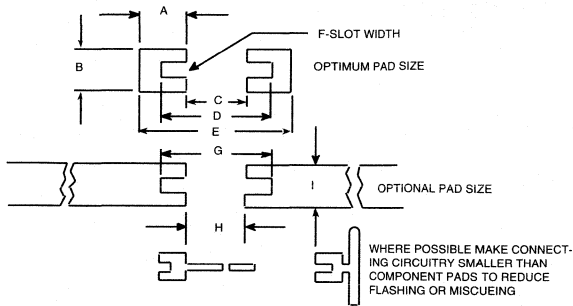 A
F-SLOT WIDTH
B
OPTIMUM PAD SIZE
C
D
E
G
I
OPTIONAL PAD SIZE
H
WHERE POSSIBLE MAKE CONNECT-
ING CIRCUITRY SMALLER THAN
COMPONENT PADS TO REDUCE
FLASHING OR MISCUEING